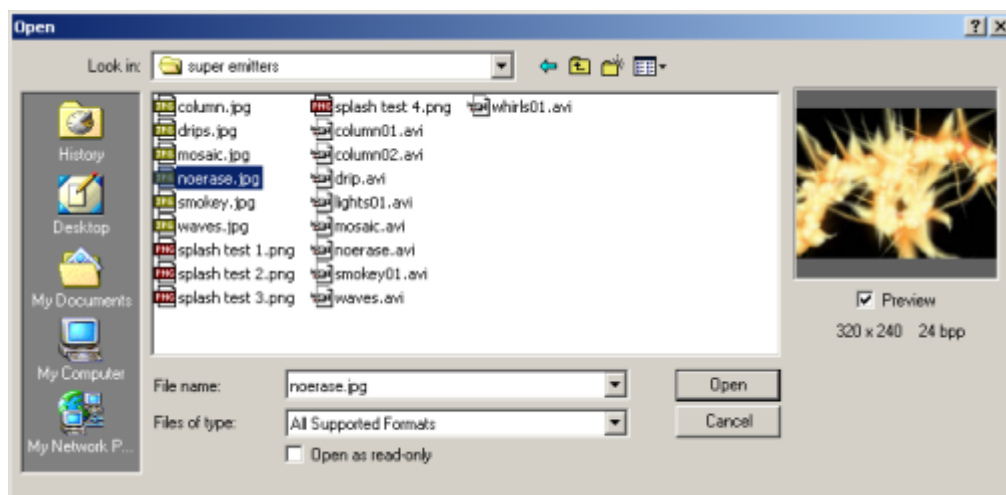 Open
Look in:
super emitters
History
Desktop
My Documents
My Computer
My Network P...
column.jpg
drips.jpg
mosaic.jpg
noerase.jpg
smokey.jpg
waves.jpg
splash test 1.png
splash test 2.png
splash test 3.png
splash test 4.png
column01.avi
column02.avi
drip.avi
lights01.avi
mosaic.avi
noerase.avi
smokey01.avi
waves.avi
whirls01.avi
Preview
320 x 240 24 bpp
File name:
noerase.jpg
Open
Files of type:
All Supported Formats
Cancel
Open as read-only